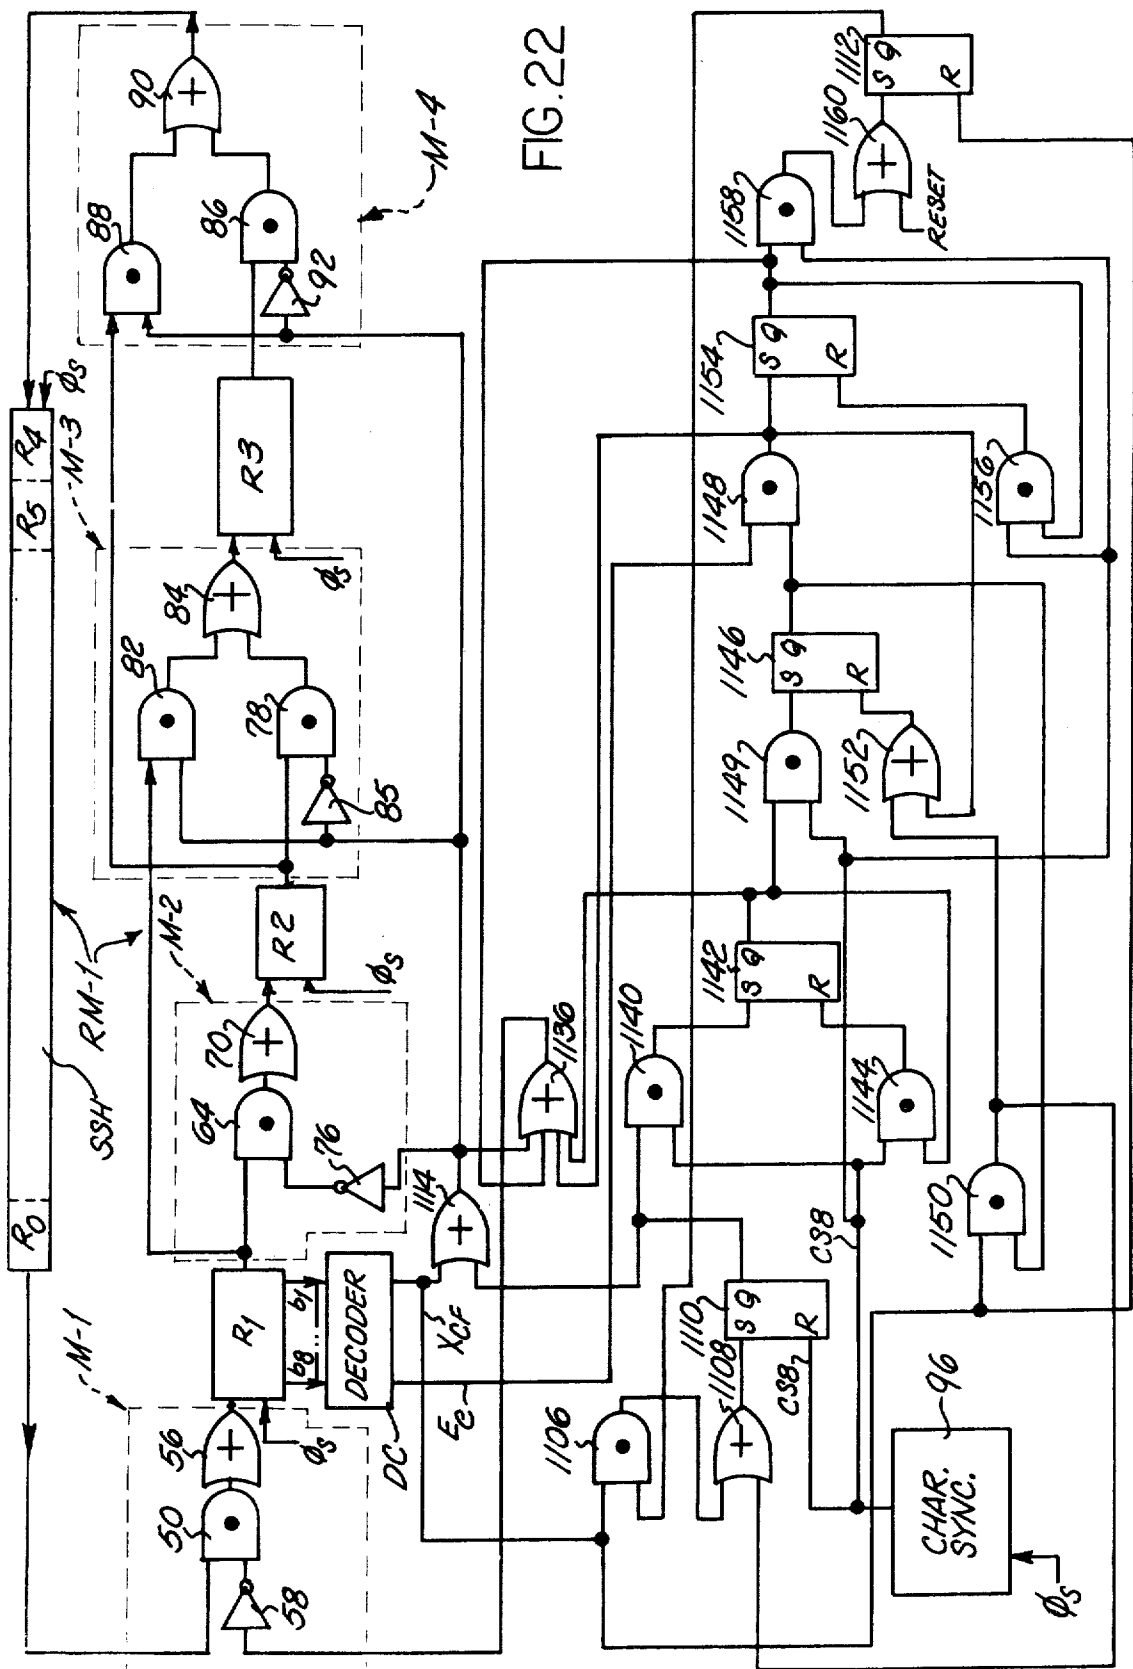 FIG. 22
M-1
50
56
58
φS
R1
b8 ... b1
DECODER
DC
Ec
XCF
R0
SSH
RM-1
R5
R4
φS
M-2
64
70
76
R2
φS
M-3
82
78
84
85
R3
φS
M-4
88
86
90
92
1114
1136
1106
1108
1110
S Q
R
CS8
CS8
96
CHAR.
SYNC.
φS
1140
1142
S Q
R
1144
1150
1149
1146
S Q
R
1152
1148
1154
S Q
R
1156
1158
1160
RESET
1112
S Q
R